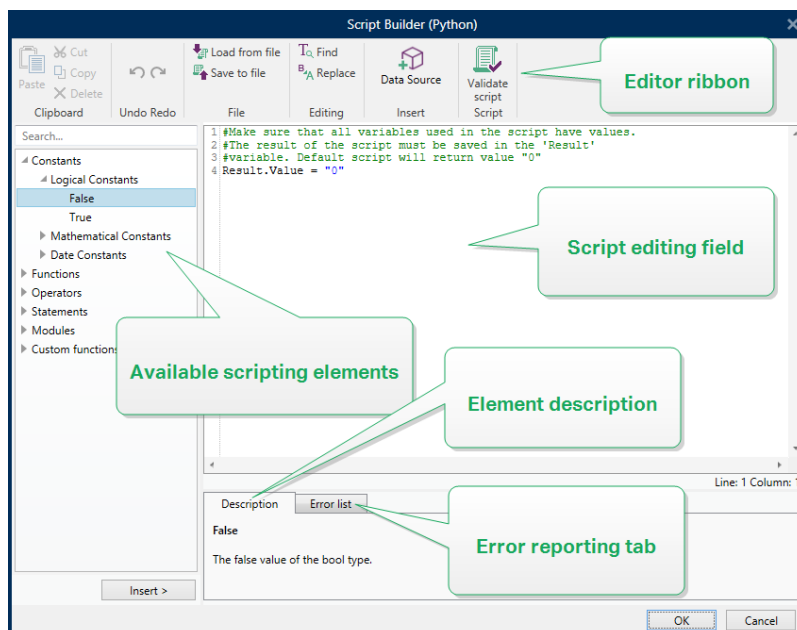 Script Builder (Python)
Paste
Cut
Copy
Delete
Clipboard
Undo Redo
Load from file
Save to file
File
Find
Replace
Editing
Data Source
Insert
Validate
script
Script
Editor ribbon
Search...
Constants
Logical Constants
False
True
Mathematical Constants
Date Constants
Functions
Operators
Statements
Modules
Custom functions
Available scripting elements
1 #Make sure that all variables used in the script have values.
2 #The result of the script must be saved in the 'Result'
3 #variable. Default script will return value "0"
4 Result.Value = "0"
Script editing field
Element description
Line: 1 Column: 1
Description
Error list
False
The false value of the bool type.
Error reporting tab
Insert >
OK
Cancel